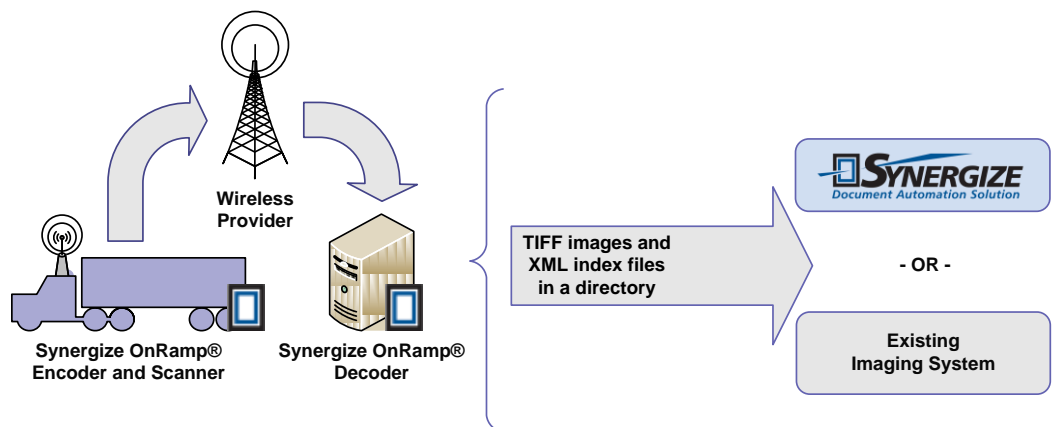 Wireless
Provider
Synergize OnRamp®
Encoder and Scanner
Synergize OnRamp®
Decoder
TIFF images and
XML index files
in a directory
SYNERGIZE
Document Automation Solution
- OR -
Existing
Imaging System